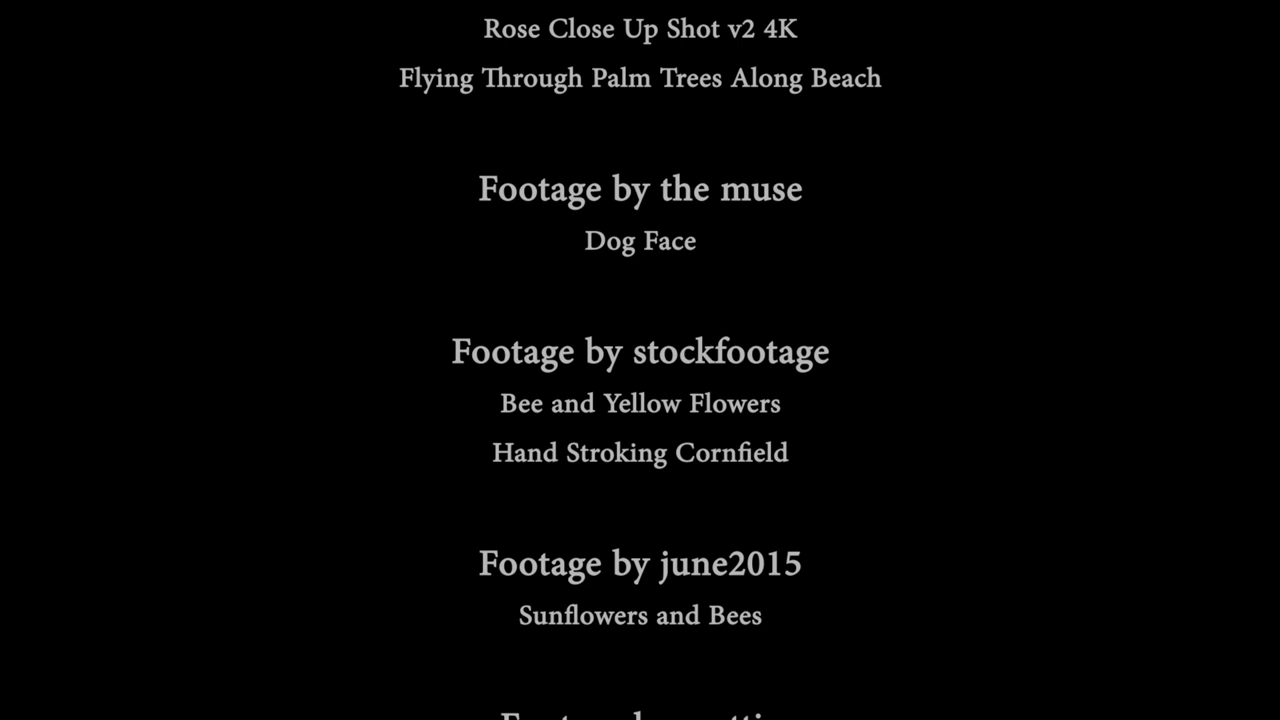 Rose Close Up Shot v2 4K
Flying Through Palm Trees Along Beach
Footage by the muse
Dog Face
Footage by stockfootage
Bee and Yellow Flowers
Hand Stroking Cornfield
Footage by june2015
Sunflowers and Bees